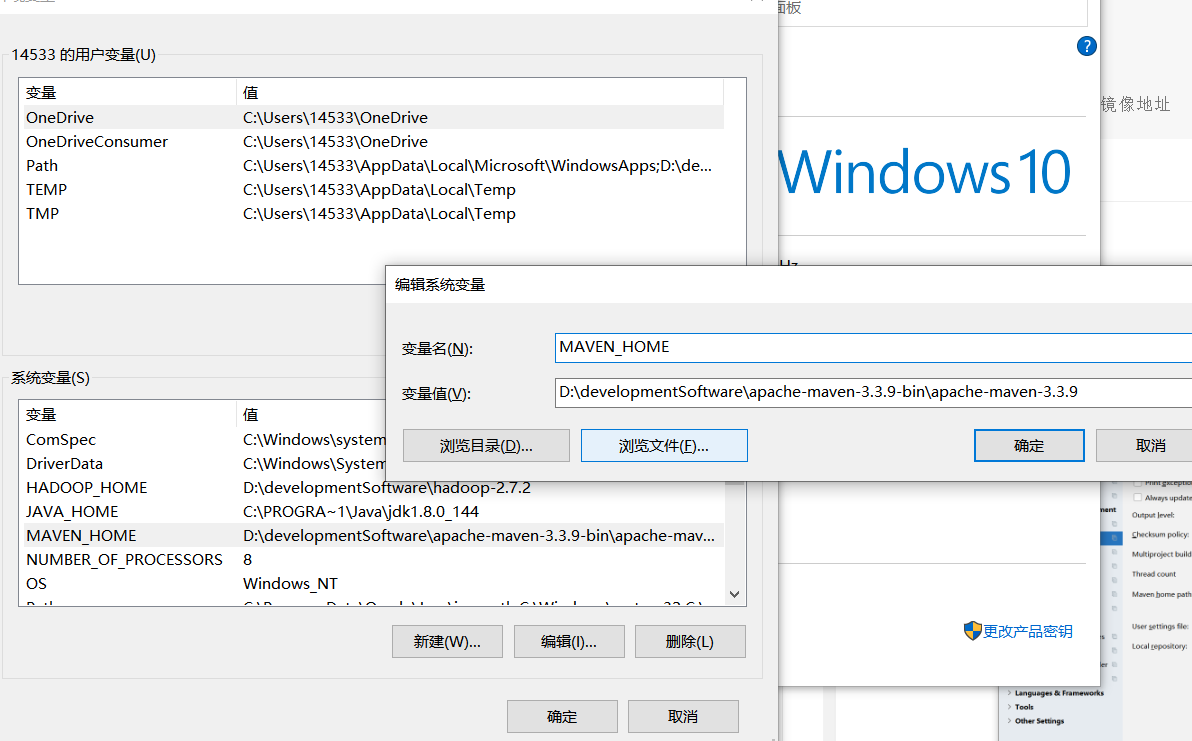 面板
14533 的用户变量(U)
变量 值
OneDrive C:\Users\14533\OneDrive
OneDriveConsumer C:\Users\14533\OneDrive
Path C:\Users\14533\AppData\Local\Microsoft\WindowsApps;D:\de...
TEMP C:\Users\14533\AppData\Local\Temp
TMP C:\Users\14533\AppData\Local\Temp
?
镜像地址
Windows 10
Hz
编辑系统变量
变量名(N): MAVEN_HOME
变量值(V): D:\developmentSoftware\apache-maven-3.3.9-bin\apache-maven-3.3.9
浏览目录(D)... 浏览文件(F)... 确定 取消
系统变量(S)
变量 值
ComSpec C:\Windows\system
DriverData C:\Windows\System
HADOOP_HOME D:\developmentSoftware\hadoop-2.7.2
JAVA_HOME C:\PROGRA~1\Java\jdk1.8.0_144
MAVEN_HOME D:\developmentSoftware\apache-maven-3.3.9-bin\apache-mav...
NUMBER_OF_PROCESSORS 8
OS Windows_NT
新建(W)... 编辑(I)... 删除(L)
确定 取消
更改产品密钥
Print exception
Always update
Output level:
Checksum policy:
Multiproject build
Thread count
Maven home path
User settings file:
Local repository:
Languages & Frameworks
Tools
Other Settings